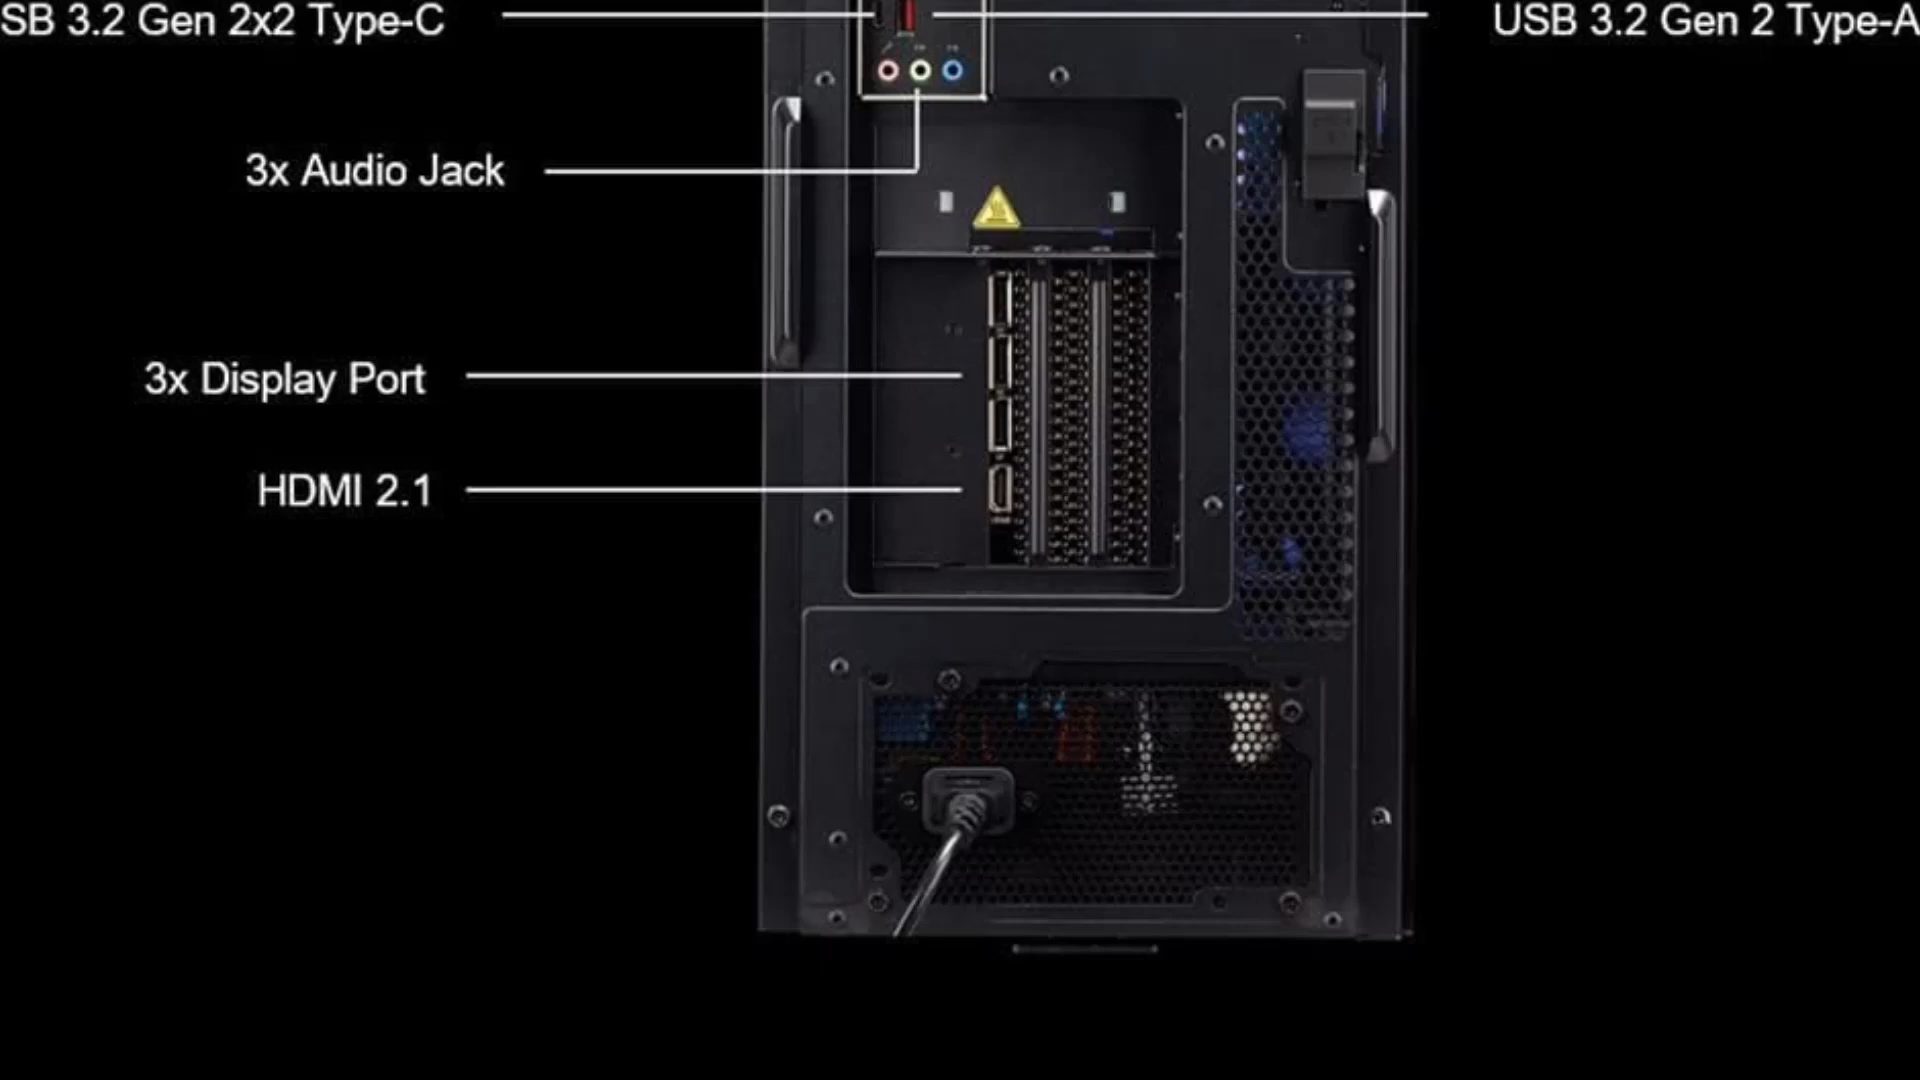 SB 3.2 Gen 2x2 Type-C
USB 3.2 Gen 2 Type-A
3x Audio Jack
3x Display Port
HDMI 2.1